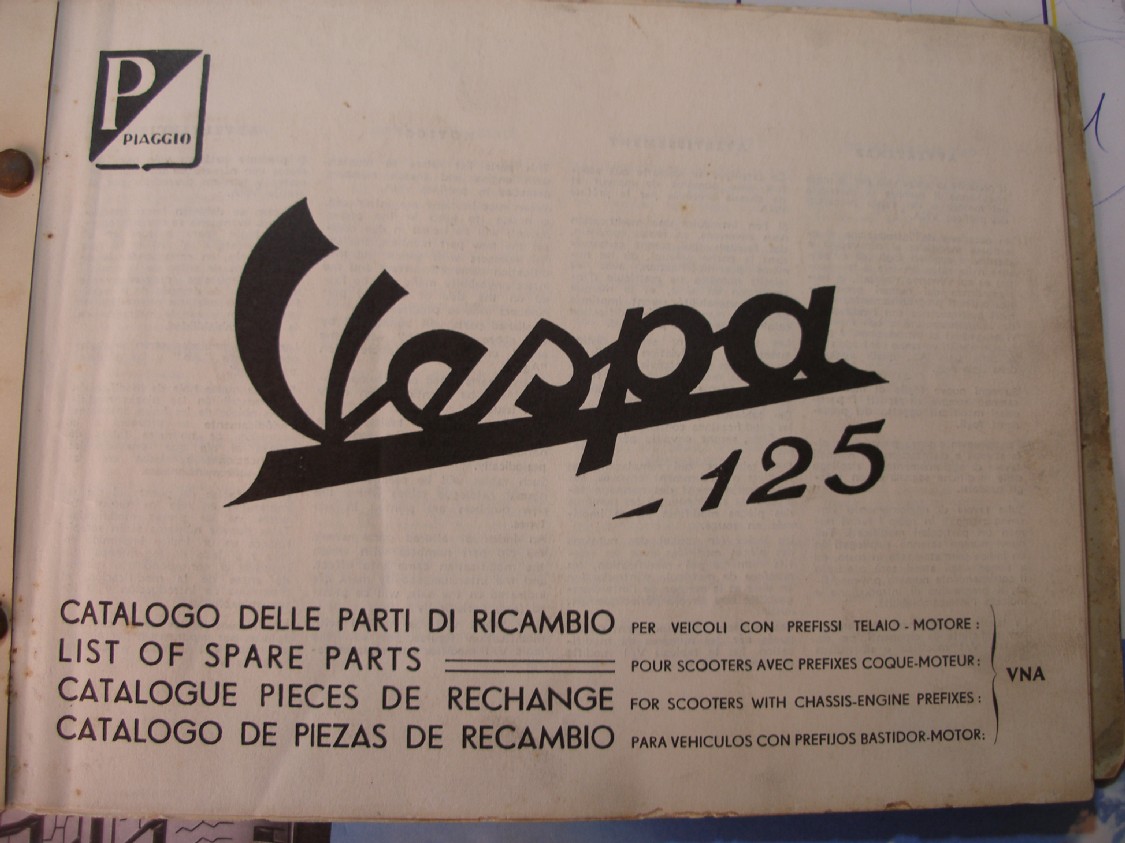 P
PIAGGIO
Vespa
125
CATALOGO DELLE PARTI DI RICAMBIO PER VEICOLI CON PREFISSI TELAIO - MOTORE :
LIST OF SPARE PARTS POUR SCOOTERS AVEC PREFIXES COQUE-MOTEUR:
VNA
CATALOGUE PIECES DE RECHANGE FOR SCOOTERS WITH CHASSIS-ENGINE PREFIXES :
CATALOGO DE PIEZAS DE RECAMBIO PARA VEHICULOS CON PREFIJOS BASTIDOR-MOTOR: